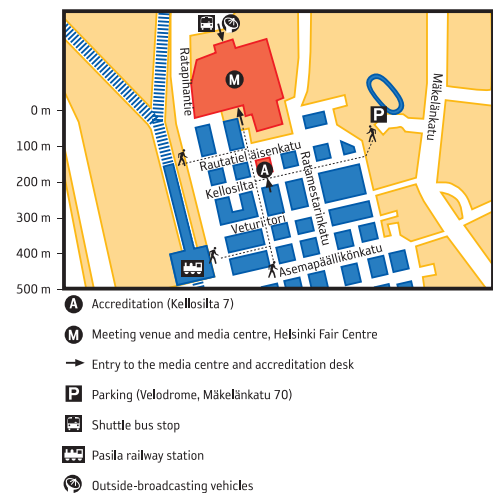 Ratapihantie
M
P
Mäkelänkatu
0 m
100 m
200 m
300 m
400 m
500 m
Rautatieläisenkatu
A
Kellosilta
Ratamestarinkatu
Veturitori
Asemapäällikönkatu
A Accreditation (Kellosilta 7)
M Meeting venue and media centre, Helsinki Fair Centre
Entry to the media centre and accreditation desk
P Parking (Velodrome, Mäkelänkatu 70)
Shuttle bus stop
Pasila railway station
Outside-broadcasting vehicles